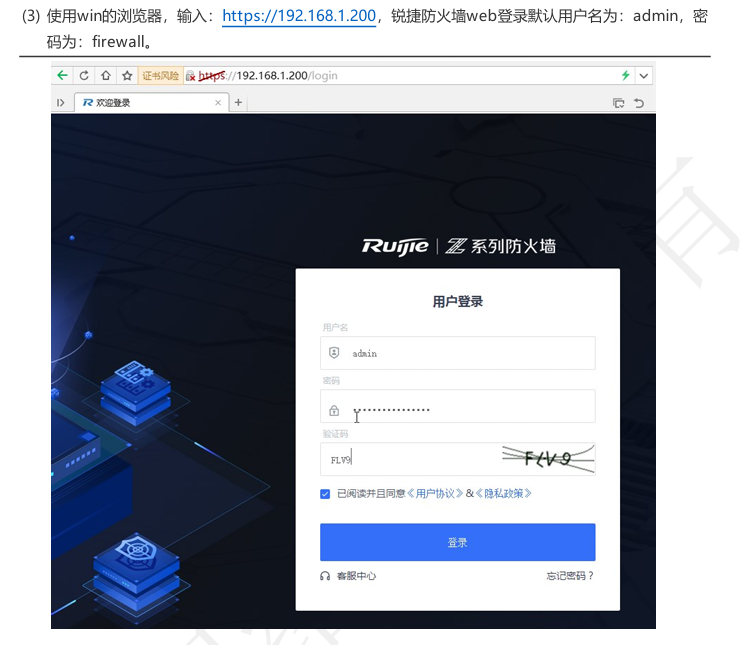 (3) 使用win的浏览器，输入：https://192.168.1.200，锐捷防火墙web登录默认用户名为：admin，密
码为：firewall。
证书风险 https://192.168.1.200/login
欢迎登录
Ruijie | Z 系列防火墙
用户登录
用户名
admin
密码
••••••••••••••••
验证码
FLV9 FLV9
已阅读并且同意《用户协议》&《隐私政策》
登录
客服中心 忘记密码？